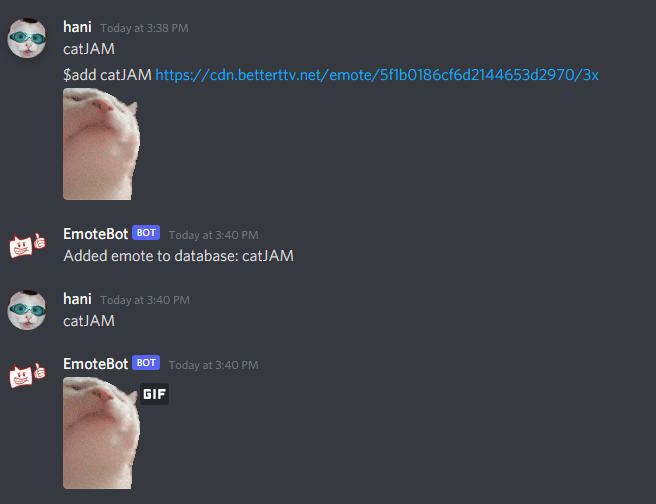 hani Today at 3:38 PM
catJAM
$add catJAM https://cdn.betterttv.net/emote/5f1b0186cf6d2144653d2970/3x
EmoteBot BOT Today at 3:40 PM
Added emote to database: catJAM
hani Today at 3:40 PM
catJAM
EmoteBot BOT Today at 3:40 PM
GIF